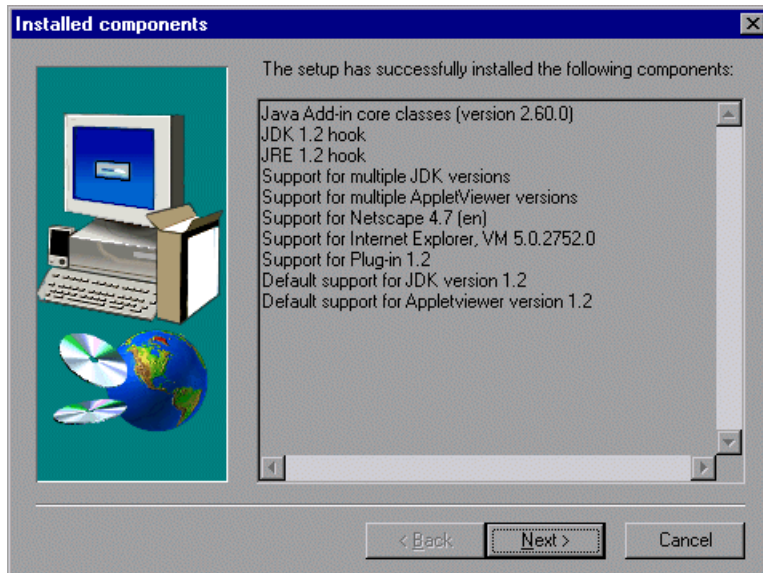 Installed components
The setup has successfully installed the following components:
Java Add-in core classes (version 2.60.0)
JDK 1.2 hook
JRE 1.2 hook
Support for multiple JDK versions
Support for multiple AppletViewer versions
Support for Netscape 4.7 (en)
Support for Internet Explorer, VM 5.0.2752.0
Support for Plug-in 1.2
Default support for JDK version 1.2
Default support for Appletviewer version 1.2
< Back
Next >
Cancel